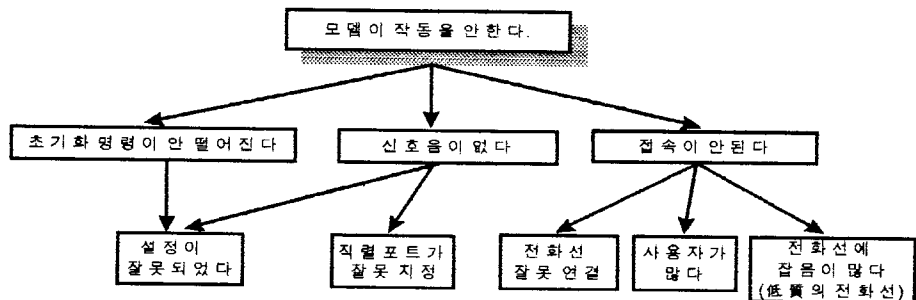 모뎀이 작동을 안한다.
초기화명령이 안 떨어진다
신호음이 없다
접속이 안된다
설정이
잘못되었다
직렬포트가
잘못 지정
전화선
잘못 연결
사용자가
많다
전화선에
잡음이 많다
(低質의 전화선)